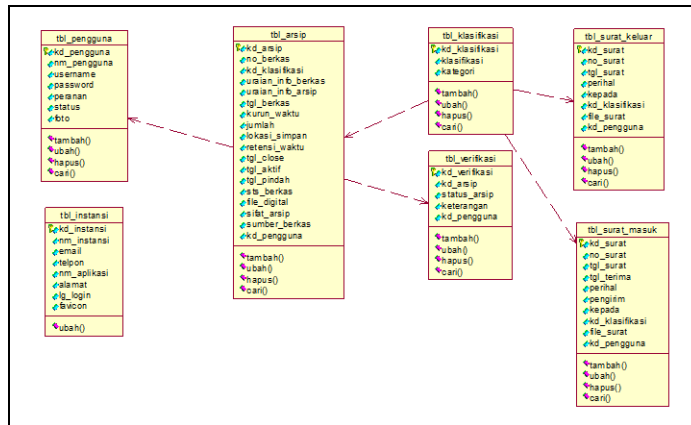 tbl_pengguna
kd_pengguna
nm_pengguna
username
password
peranan
status
foto
tambah()
ubah()
hapus()
cari()
tbl_instansi
kd_instansi
nm_instansi
email
telpon
nm_aplikasi
alamat
lg_login
favicon
ubah()
tbl_arsip
kd_arsip
no_berkas
kd_klasifikasi
uraian_info_berkas
uraian_info_arsip
tgl_berkas
kurun_waktu
jumlah
lokasi_simpan
retensi_waktu
tgl_close
tgl_aktif
tgl_pindah
sts_berkas
file_digital
sifat_arsip
sumber_berkas
kd_pengguna
tambah()
ubah()
hapus()
cari()
tbl_klasifikasi
kd_klasifikasi
klasifikasi
kategori
tambah()
ubah()
hapus()
cari()
tbl_verifikasi
kd_verifikasi
kd_arsip
status_arsip
keterangan
kd_pengguna
tambah()
ubah()
hapus()
cari()
tbl_surat_keluar
kd_surat
no_surat
tgl_surat
perihal
kepada
kd_klasifikasi
file_surat
kd_pengguna
tambah()
ubah()
hapus()
cari()
tbl_surat_masuk
kd_surat
no_surat
tgl_surat
tgl_terima
perihal
pengirim
kepada
kd_klasifikasi
file_surat
kd_pengguna
tambah()
ubah()
hapus()
cari()